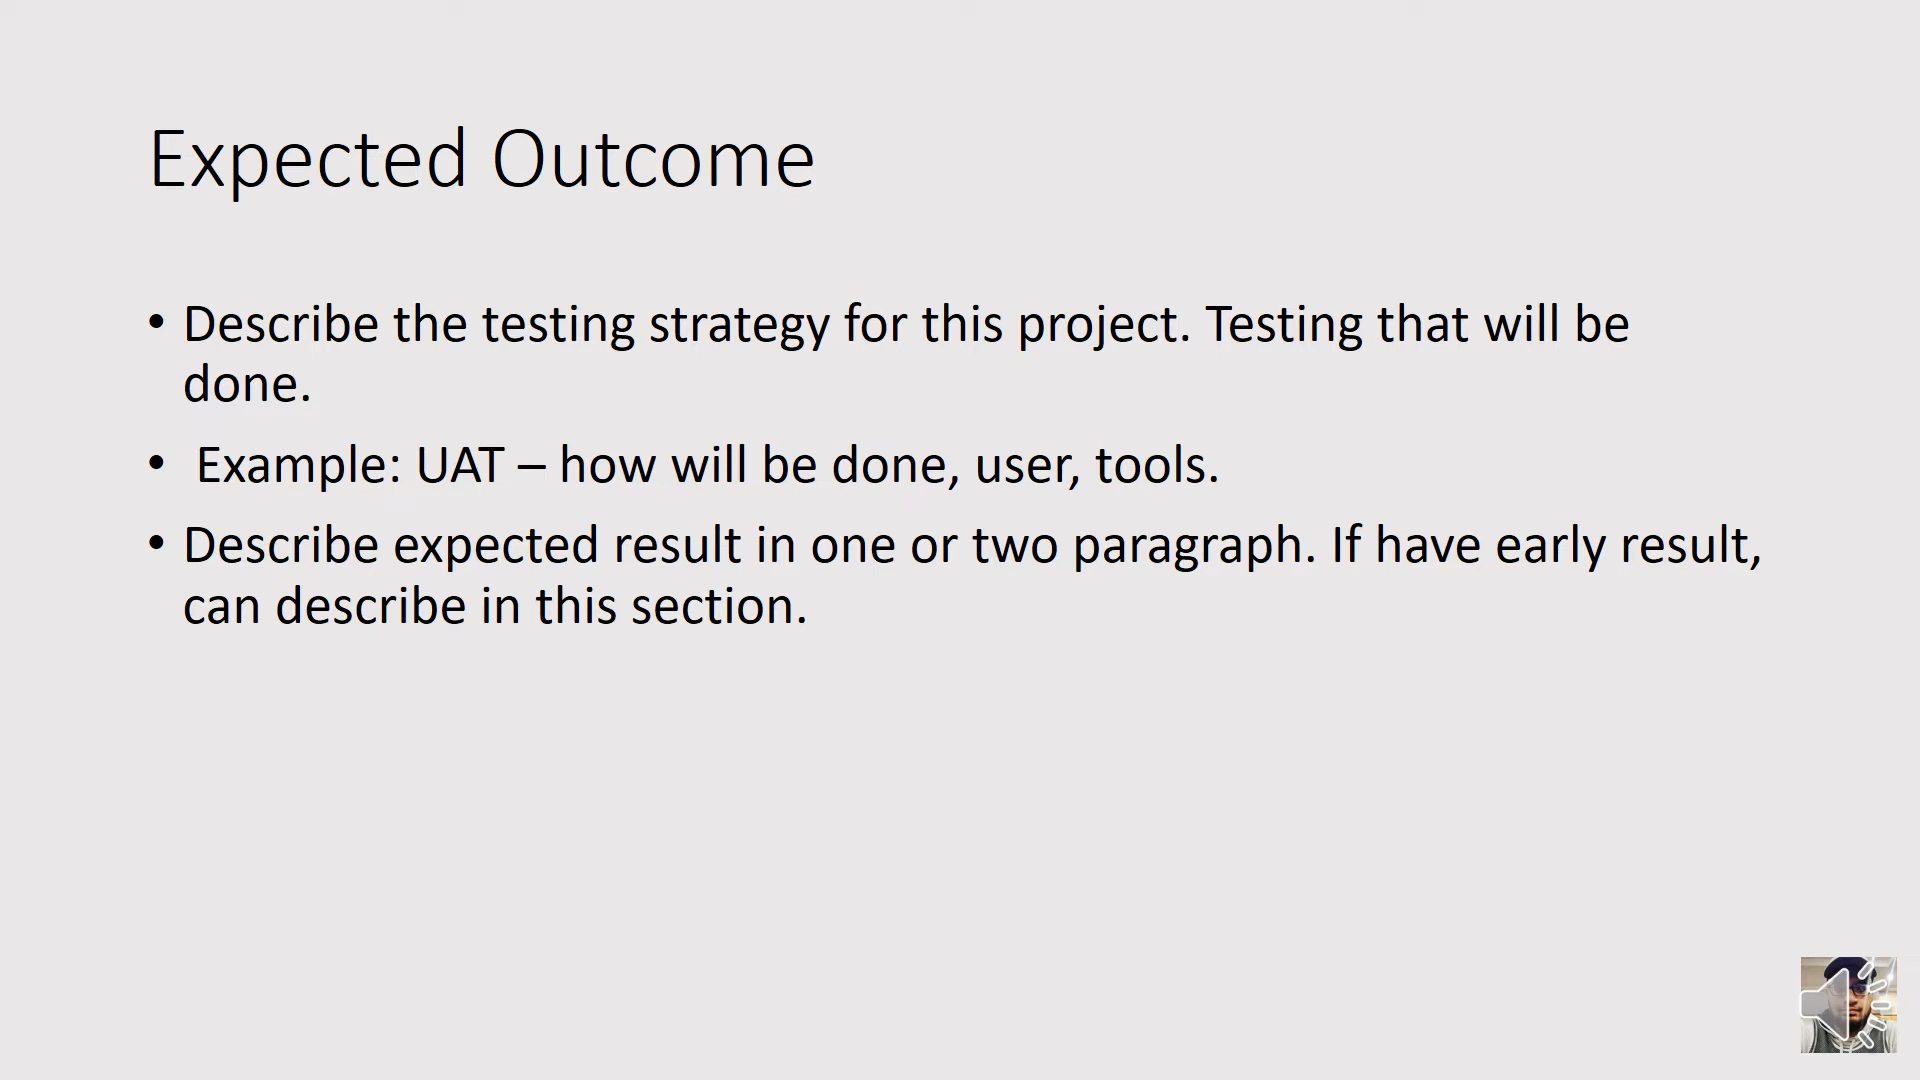 Expected Outcome
• Describe the testing strategy for this project. Testing that will be
done.
• Example: UAT – how will be done, user, tools.
• Describe expected result in one or two paragraph. If have early result,
can describe in this section.